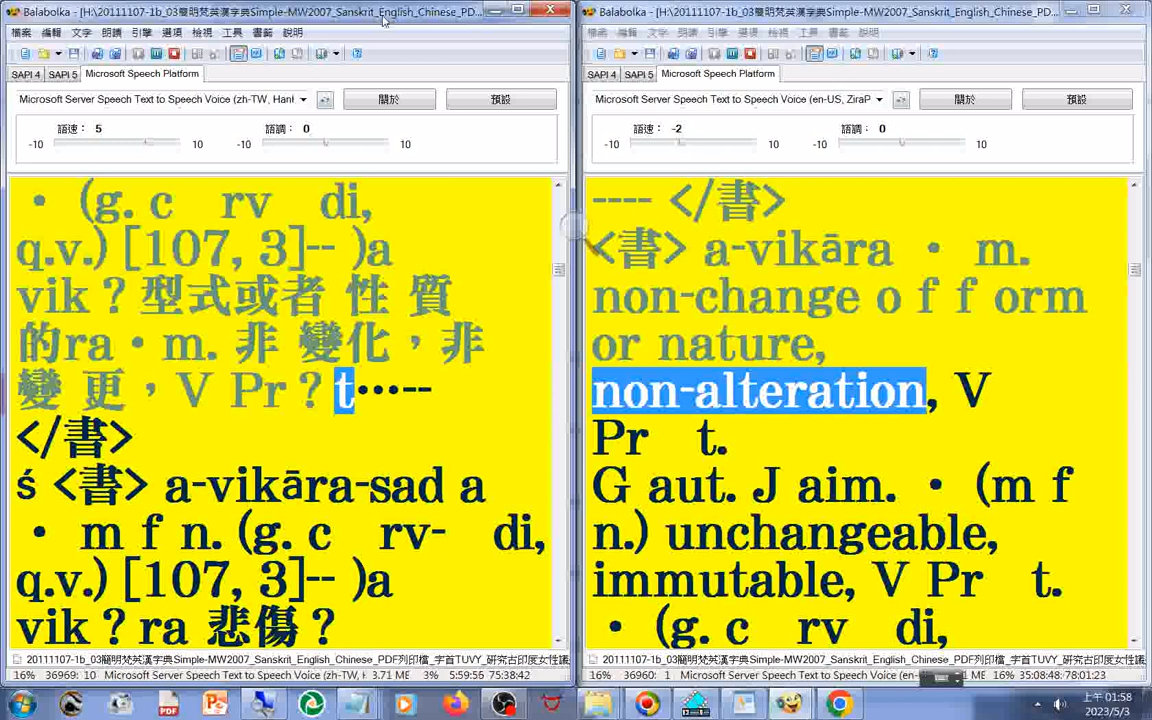 Balabolka - [H:\20111107-1b_03簡明梵英漢字典Simple-MW2007_Sanskrit_English_Chinese_PD...
檔案 編輯 文字 朗讀 引擎 選項 檢視 工具 書籤 說明
SAPI 4 SAPI 5 Microsoft Speech Platform
Microsoft Server Speech Text to Speech Voice (zh-TW, Han
關於 預設
語速： 5 語調： 0
-10 10 -10 10
• (g. c rv di,
q.v.) [107, 3]-- )a
vik？型式或者 性 質
的ra • m. 非 變化，非
變 更，V Pr？t…--
</書>
ś <書> a-vikāra-sad a
• m f n. (g. c rv- di,
q.v.) [107, 3]-- )a
vik？ra 悲傷？
20111107-1b_03簡明梵英漢字典Simple-MW2007_Sanskrit_English_Chinese_PDF列印檔_字首TUVY_研究古印度女性議
16% 36969: 10 Microsoft Server Speech Text to Speech Voice (zh-TW, H 3.71 ME 3% 5:59:56 75:38:42
Balabolka - [H:\20111107-1b_03簡明梵英漢字典Simple-MW2007_Sanskrit_English_Chinese_PD...
檔案 編輯 文字 朗讀 引擎 選項 檢視 工具 書籤 說明
SAPI 4 SAPI 5 Microsoft Speech Platform
Microsoft Server Speech Text to Speech Voice (en-US, ZiraP
關於 預設
語速： -2 語調： 0
-10 10 -10 10
---- </書>
<書> a-vikāra • m.
non-change o f f orm
or nature,
non-alteration, V
Pr t.
G aut. J aim. • (m f
n.) unchangeable,
immutable, V Pr t.
• (g. c rv di,
20111107-1b_03簡明梵英漢字典Simple-MW2007_Sanskrit_English_Chinese_PDF列印檔_字首TUVY_研究古印度女性議
16% 36960: 1 Microsoft Server Speech Text to Speech Voice 16% 35:08:48 78:01:23
上午 01:58
2023/5/3